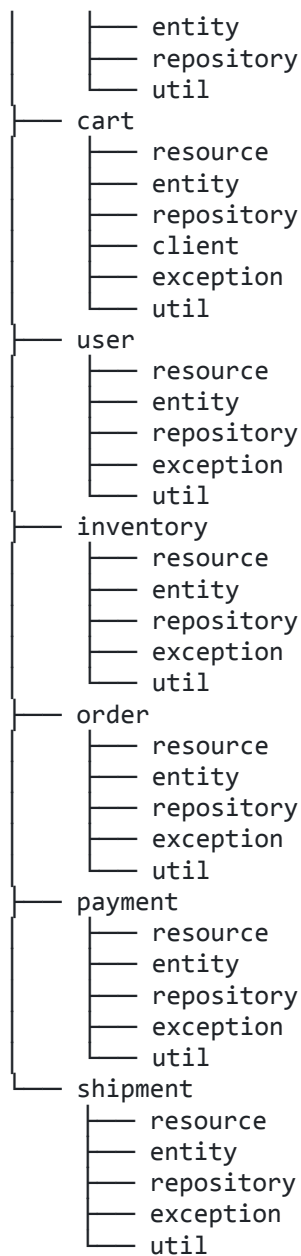 entity
repository
util
cart
resource
entity
repository
client
exception
util
user
resource
entity
repository
exception
util
inventory
resource
entity
repository
exception
util
order
resource
entity
repository
exception
util
payment
resource
entity
repository
exception
util
shipment
resource
entity
repository
exception
util